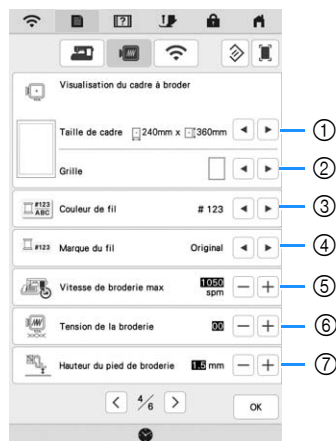 Visualisation du cadre à broder
Taille de cadre 240mm x 360mm ①
Grille ②
#123
ABC
Couleur de fil # 123 ③
#123 Marque du fil Original ④
Vitesse de broderie max 1050 spm ⑤
Tension de la broderie 00 ⑥
Hauteur du pied de broderie 1.5 mm ⑦
4/6
OK